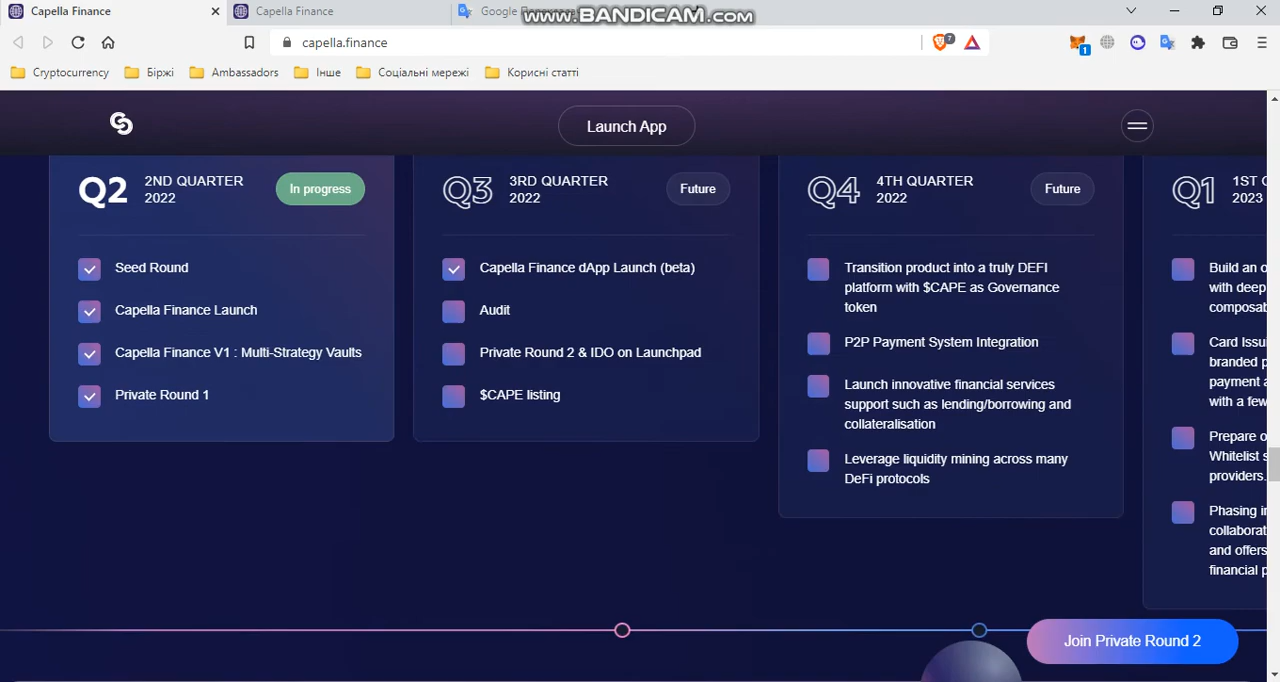 Capella Finance
Capella Finance
Google
www.BANDICAM.com
capella.finance
7
1
Cryptocurrency
Біржі
Ambassadors
Інше
Соціальні мережі
Корисні статті
Launch App
Q2
2ND QUARTER
2022
In progress
Seed Round
Capella Finance Launch
Capella Finance V1 : Multi-Strategy Vaults
Private Round 1
Q3
3RD QUARTER
2022
Future
Capella Finance dApp Launch (beta)
Audit
Private Round 2 & IDO on Launchpad
$CAPE listing
Q4
4TH QUARTER
2022
Future
Transition product into a truly DEFI
platform with $CAPE as Governance
token
P2P Payment System Integration
Launch innovative financial services
support such as lending/borrowing and
collateralisation
Leverage liquidity mining across many
DeFi protocols
Q1
1ST
2023
Build an
with deep
Card
branded
payment
with a few
Prepare
Whitelist
providers.
Phasing
and offers
financial
Join Private Round 2